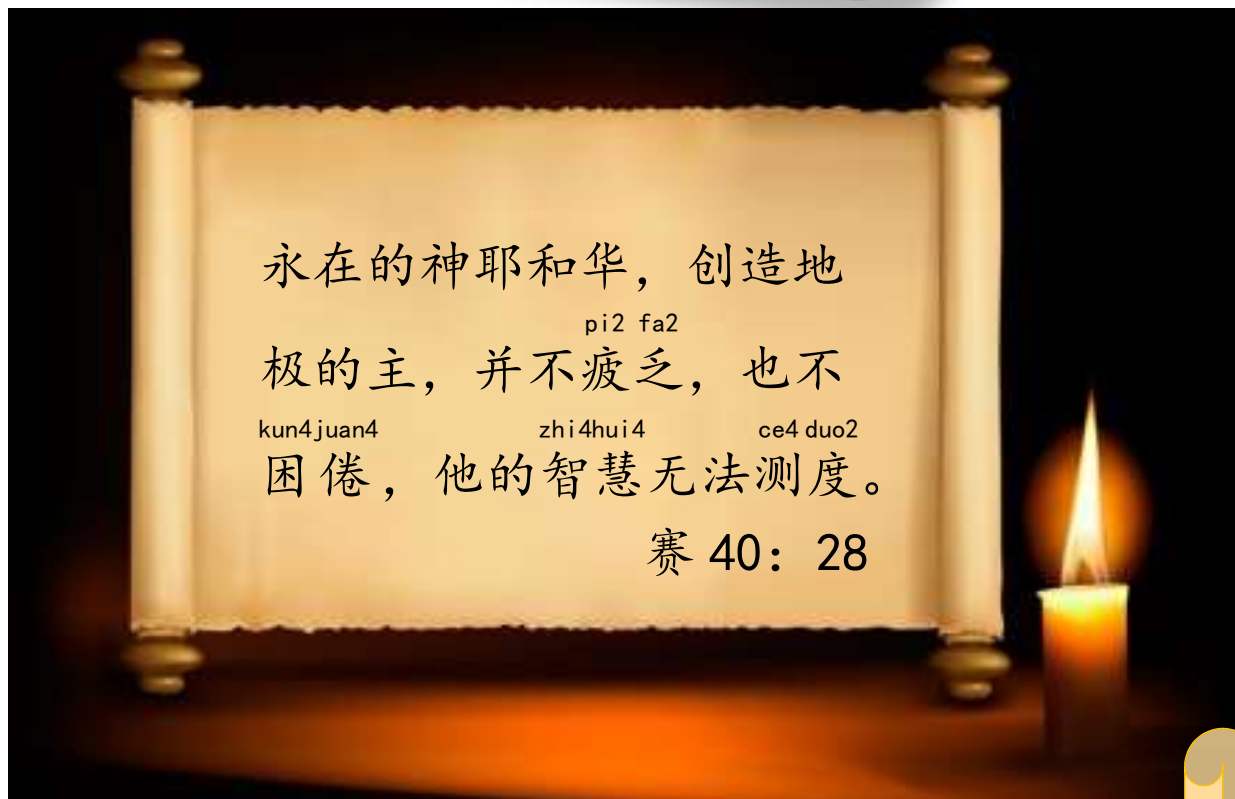 永在的神耶和华，创造地
pi2 fa2
极的主，并不疲乏，也不
kun4juan4 zhi4hui4 ce4 duo2
困倦，他的智慧无法测度。
赛 40：28